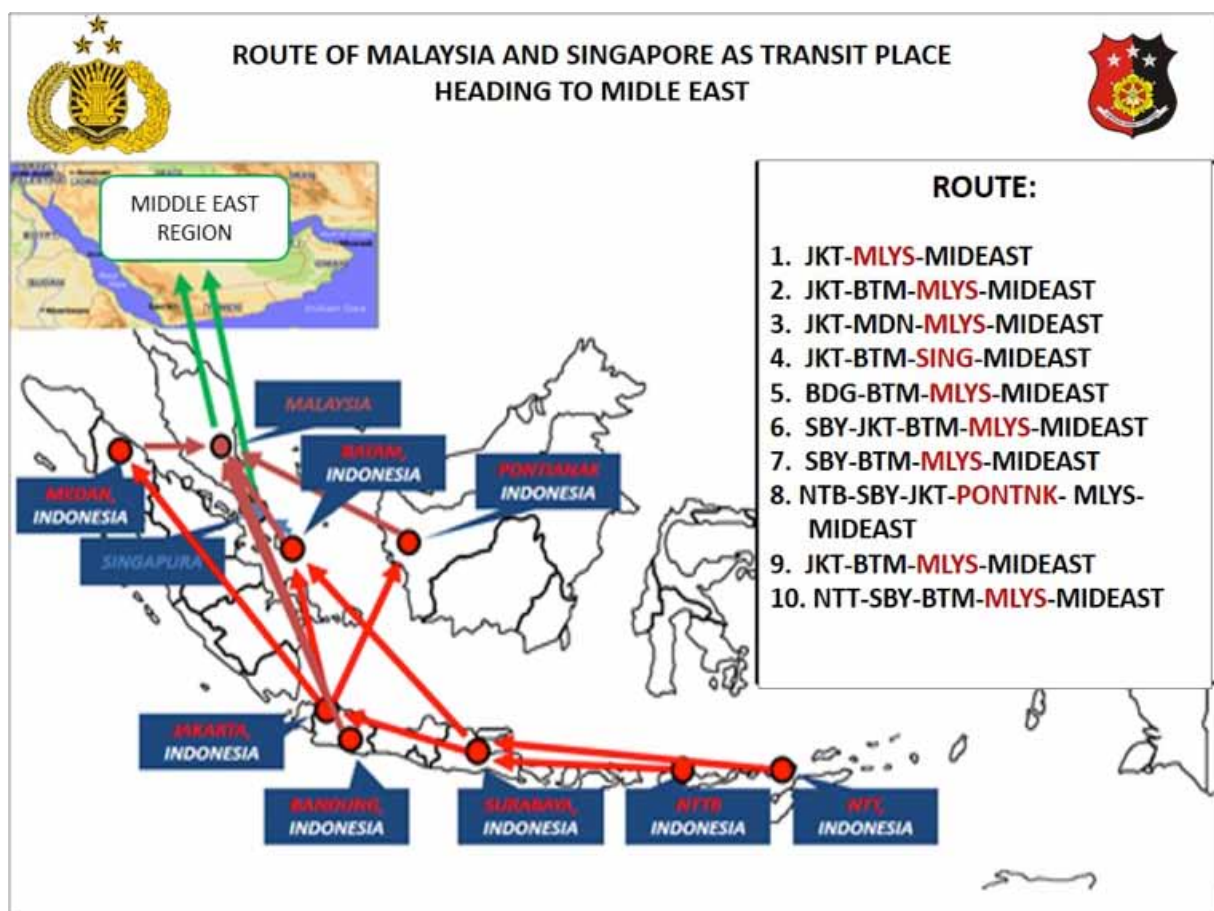 ROUTE OF MALAYSIA AND SINGAPORE AS TRANSIT PLACE
HEADING TO MIDLE EAST
MIDDLE EAST
REGION
ROUTE:
1. JKT-MLYS-MIDEAST
2. JKT-BTM-MLYS-MIDEAST
3. JKT-MDN-MLYS-MIDEAST
4. JKT-BTM-SING-MIDEAST
5. BDG-BTM-MLYS-MIDEAST
6. SBY-JKT-BTM-MLYS-MIDEAST
7. SBY-BTM-MLYS-MIDEAST
8. NTB-SBY-JKT-PONTNK- MLYS-
MIDEAST
9. JKT-BTM-MLYS-MIDEAST
10. NTT-SBY-BTM-MLYS-MIDEAST
MALAYSIA
BATAM,
INDONESIA
PONTIANAK
INDONESIA
MEDAN,
INDONESIA
SINGAPURA
JAKARTA,
INDONESIA
BANDUNG,
INDONESIA
SURABAYA,
INDONESIA
NTTB
INDONESIA
NTT,
INDONESIA